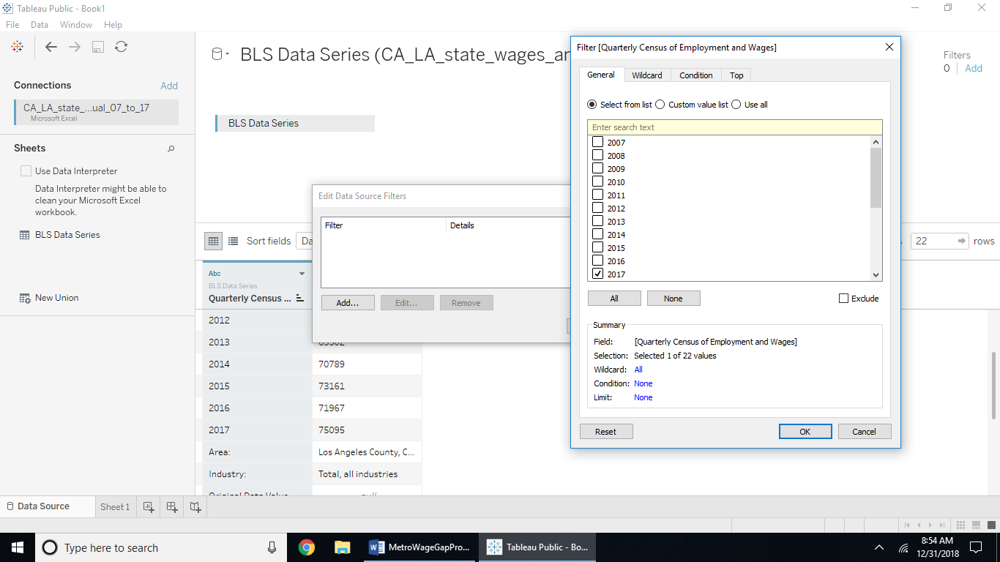 Tableau Public - Book1
File Data Window Help
BLS Data Series (CA_LA_state_wages_an
Filters
0 Add
Connections Add
CA_LA_state_...ual_07_to_17
Microsoft Excel
BLS Data Series
Sheets
Use Data Interpreter
Data Interpreter might be able to
clean your Microsoft Excel
workbook.
BLS Data Series
New Union
Sort fields Da
22 rows
Abc
BLS Data Series
Quarterly Census ...
2012
2013
2014 70789
2015 73161
2016 71967
2017 75095
Area: Los Angeles County, C...
Industry: Total, all industries
Edit Data Source Filters
Filter Details
Add... Edit... Remove
Filter [Quarterly Census of Employment and Wages]
General Wildcard Condition Top
Select from list Custom value list Use all
Enter search text
2007
2008
2009
2010
2011
2012
2013
2014
2015
2016
2017
All None Exclude
Summary
Field: [Quarterly Census of Employment and Wages]
Selection: Selected 1 of 22 values
Wildcard: All
Condition: None
Limit: None
Reset OK Cancel
Data Source Sheet 1
Type here to search
MetroWageGapPro...
Tableau Public - Bo...
8:54 AM
12/31/2018